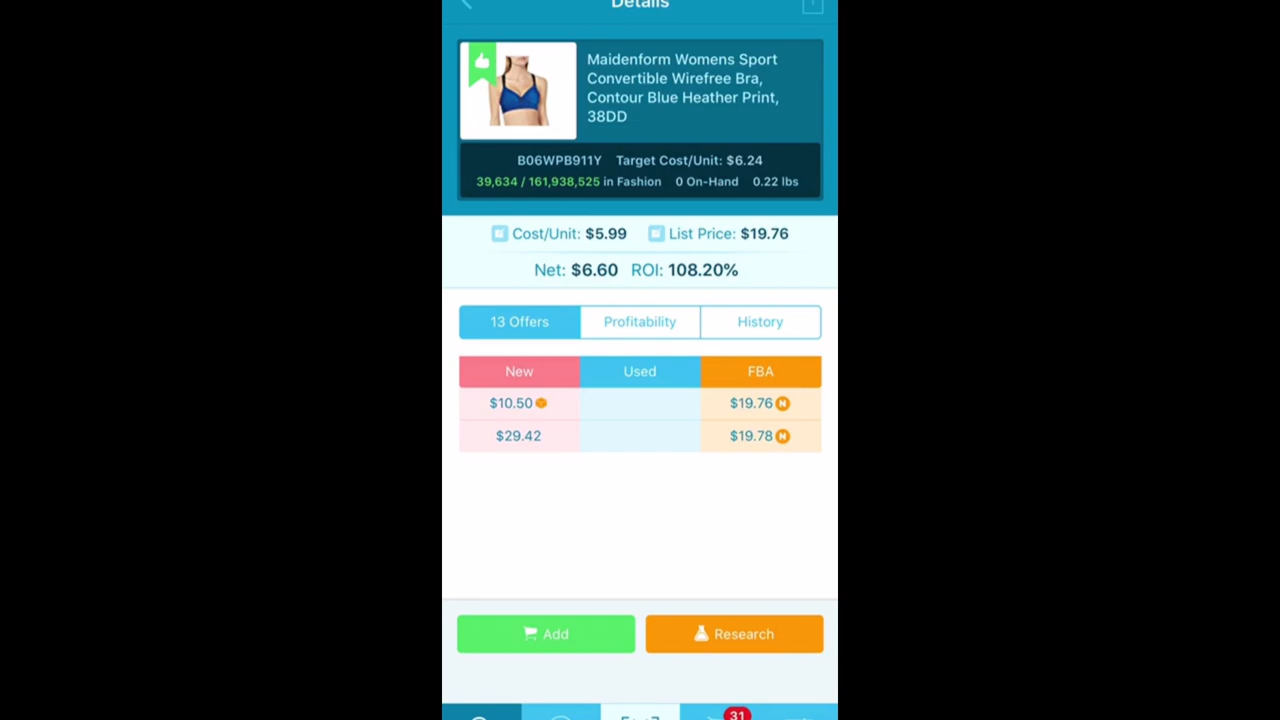 Details
Maidenform Womens Sport
Convertible Wirefree Bra,
Contour Blue Heather Print,
38DD
B06WPB911Y Target Cost/Unit: $6.24
39,634 / 161,938,525 in Fashion 0 On-Hand 0.22 lbs
Cost/Unit: $5.99 List Price: $19.76
Net: $6.60 ROI: 108.20%
13 Offers Profitability History
New Used FBA
$10.50 $19.76 N
$29.42 $19.78 N
Add Research
31